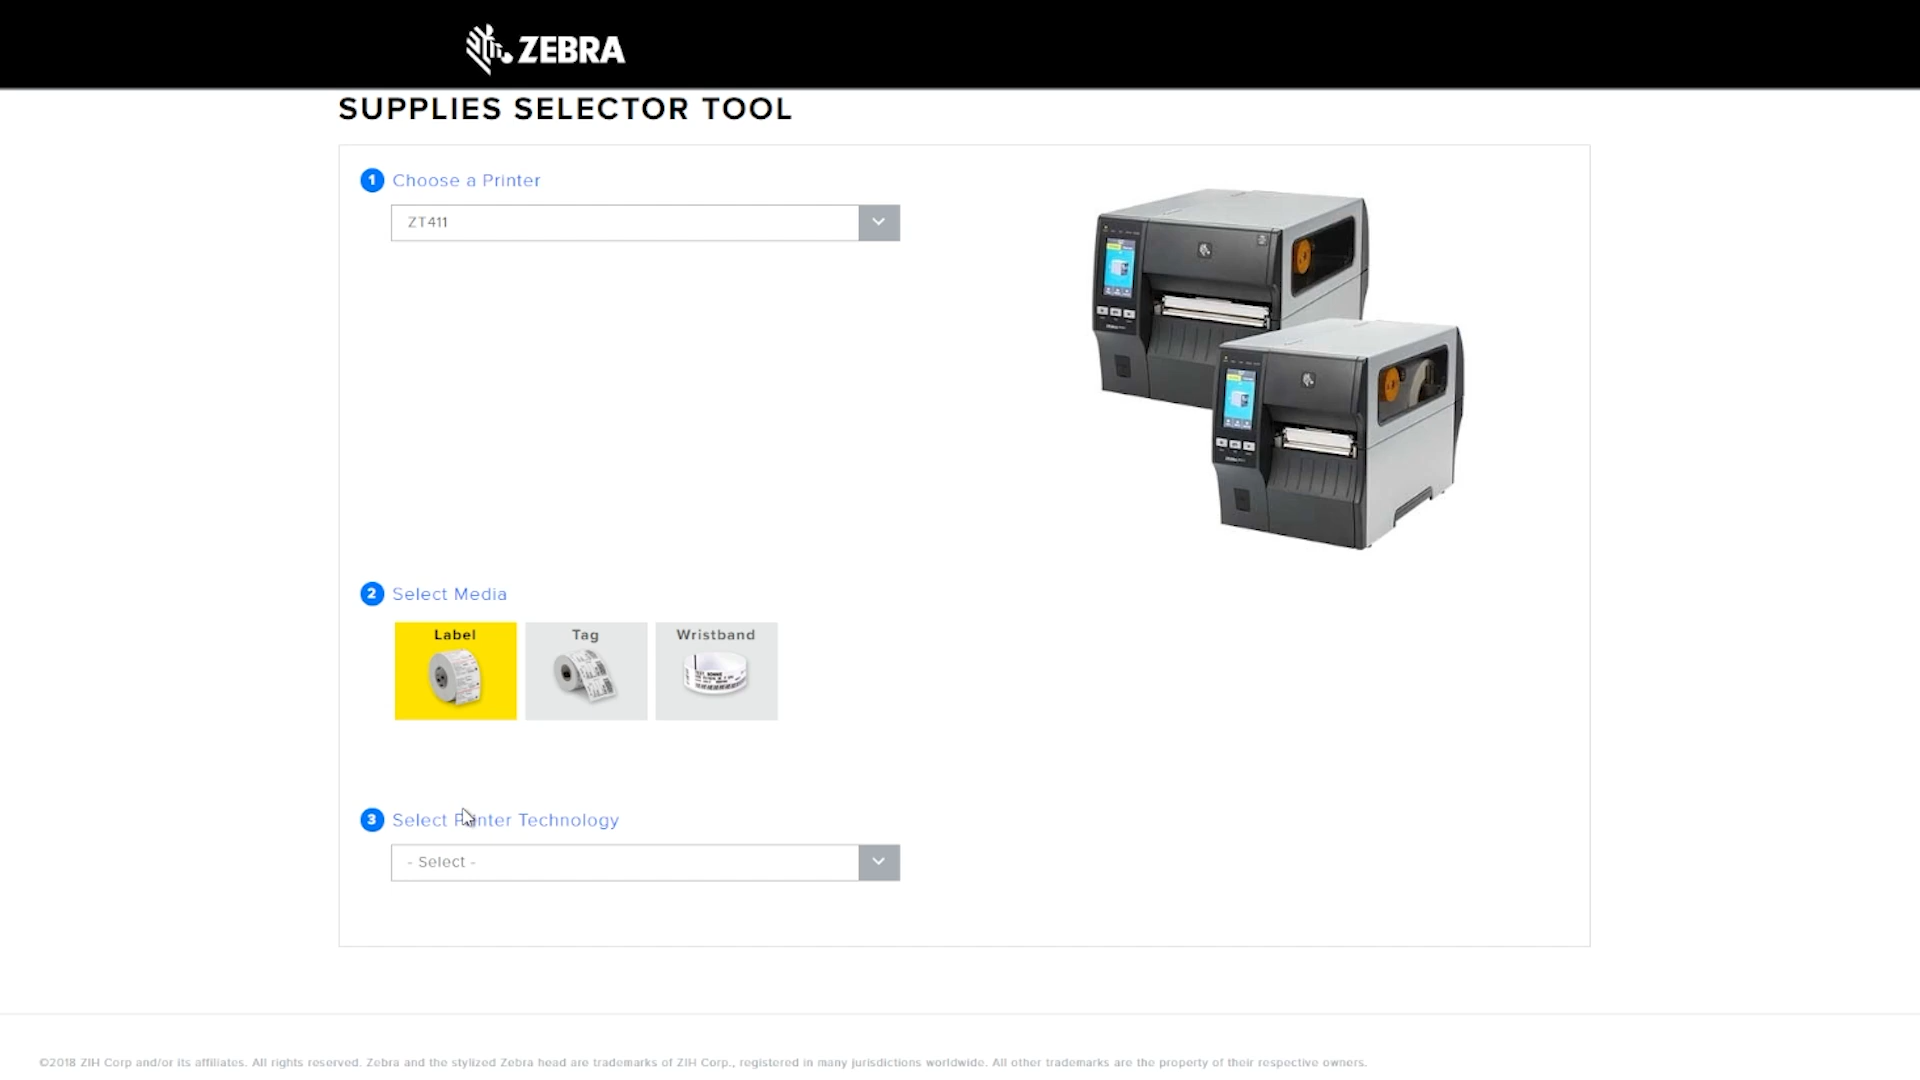 ZEBRA
SUPPLIES SELECTOR TOOL
1 Choose a Printer
ZT411
2 Select Media
Label Tag Wristband
3 Select Printer Technology
- Select -
©2018 ZIH Corp and/or its affiliates. All rights reserved. Zebra and the stylized Zebra head are trademarks of ZIH Corp., registered in many jurisdictions worldwide. All other trademarks are the property of their respective owners.